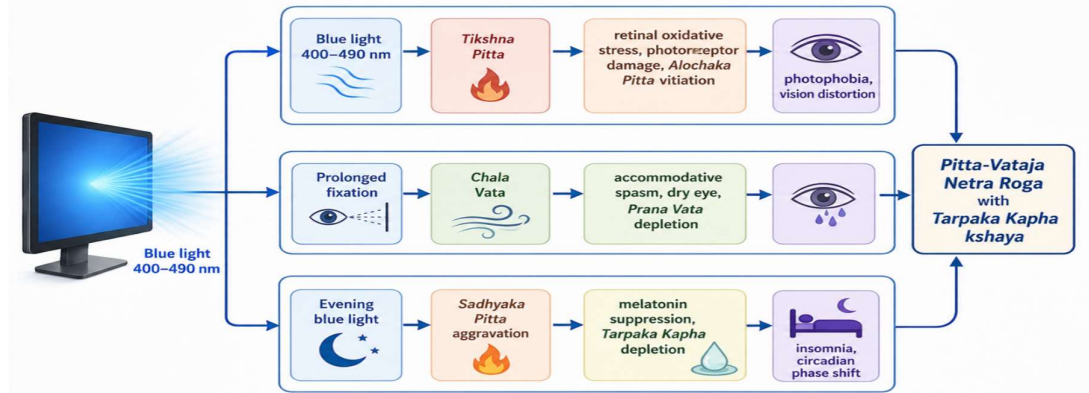 Blue light
400–490 nm
Blue light
400–490 nm
Tikshna
Pitta
retinal oxidative
stress, photoreceptor
damage, Alochaka
Pitta vitiation
photophobia,
vision distortion
Prolonged
fixation
Chala
Vata
accommodative
spasm, dry eye,
Prana Vata
depletion
Evening
blue light
Sadhyaka
Pitta
aggravation
melatonin
suppression,
Tarpaka Kapha
depletion
insomnia,
circadian
phase shift
Pitta-Vataja
Netra Roga
with
Tarpaka Kapha
kshaya